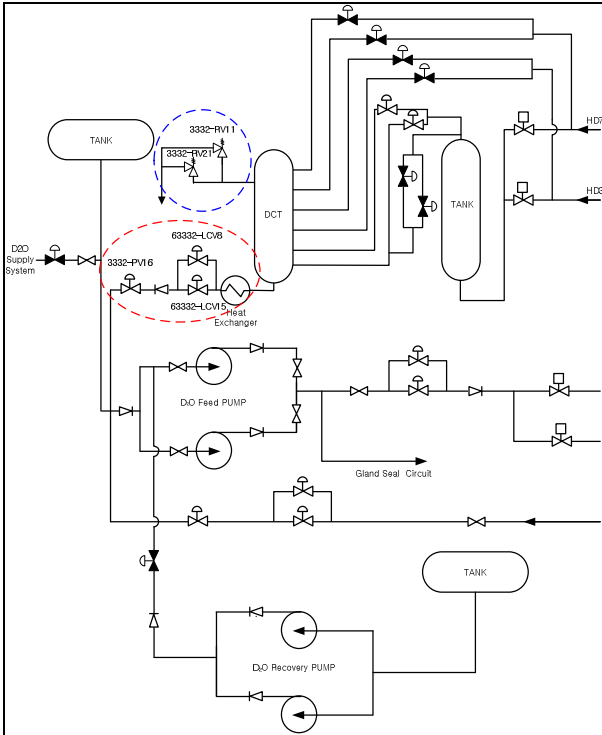 3332-RV11
TANK
3332-RV21
HD7
DCT
TANK
HD3
D2O
Supply
System
63332-LCV8
3332-PV16
63332-LCV15
Heat
Exchanger
D₂O Feed PUMP
Gland Seal Circuit
TANK
D₂O Recovery PUMP